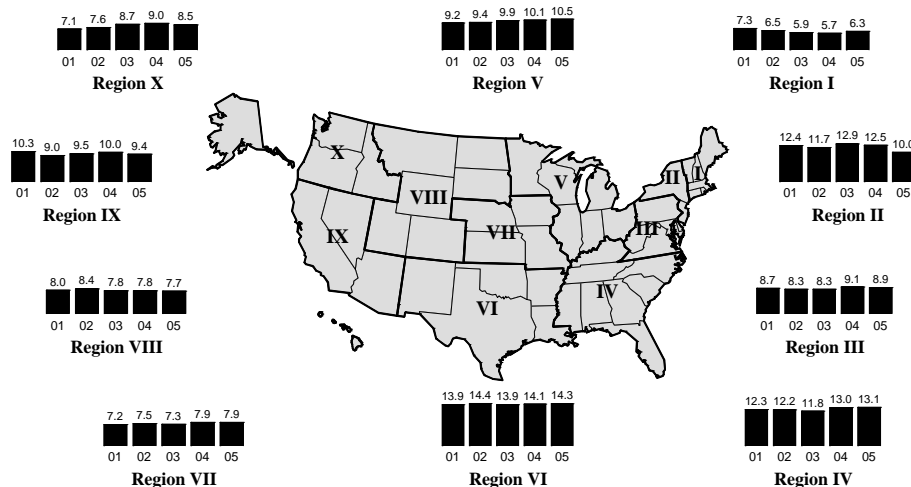 7.1 7.6 8.7 9.0 8.5
01 02 03 04 05
Region X
9.2 9.4 9.9 10.1 10.5
01 02 03 04 05
Region V
7.3 6.5 5.9 5.7 6.3
01 02 03 04 05
Region I
10.3 9.0 9.5 10.0 9.4
01 02 03 04 05
Region IX
12.4 11.7 12.9 12.5 10.0
01 02 03 04 05
Region II
8.0 8.4 7.8 7.8 7.7
01 02 03 04 05
Region VIII
8.7 8.3 8.3 9.1 8.9
01 02 03 04 05
Region III
7.2 7.5 7.3 7.9 7.9
01 02 03 04 05
Region VII
13.9 14.4 13.9 14.1 14.3
01 02 03 04 05
Region VI
12.3 12.2 11.8 13.0 13.1
01 02 03 04 05
Region IV
X
V
II
I
VIII
IX
VII
III
VI
IV